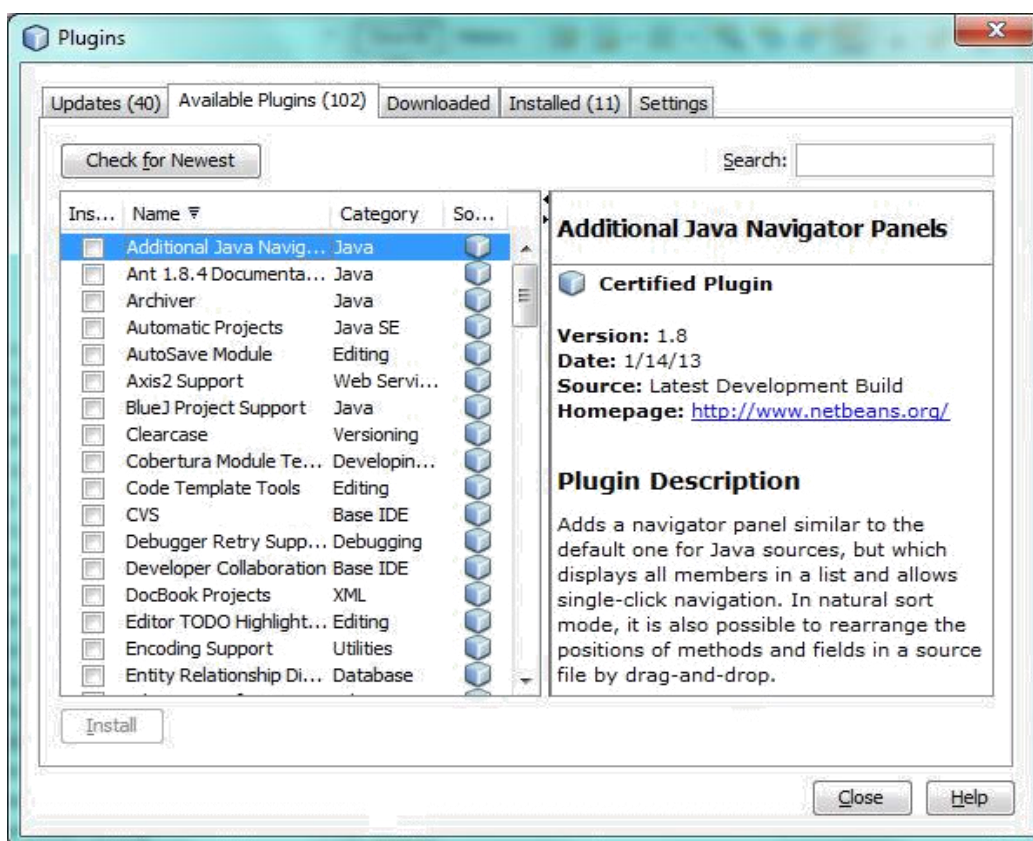 Plugins
Updates (40) Available Plugins (102) Downloaded Installed (11) Settings
Check for Newest Search:
Ins... Name Category So...
Additional Java Navig... Java
Ant 1.8.4 Documenta... Java
Archiver Java
Automatic Projects Java SE
AutoSave Module Editing
Axis2 Support Web Servi...
BlueJ Project Support Java
Clearcase Versioning
Cobertura Module Te... Developin...
Code Template Tools Editing
CVS Base IDE
Debugger Retry Supp... Debugging
Developer Collaboration Base IDE
DocBook Projects XML
Editor TODO Highlight... Editing
Encoding Support Utilities
Entity Relationship Di... Database
Additional Java Navigator Panels
Certified Plugin
Version: 1.8
Date: 1/14/13
Source: Latest Development Build
Homepage: http://www.netbeans.org/
Plugin Description
Adds a navigator panel similar to the
default one for Java sources, but which
displays all members in a list and allows
single-click navigation. In natural sort
mode, it is also possible to rearrange the
positions of methods and fields in a source
file by drag-and-drop.
Install
Close Help